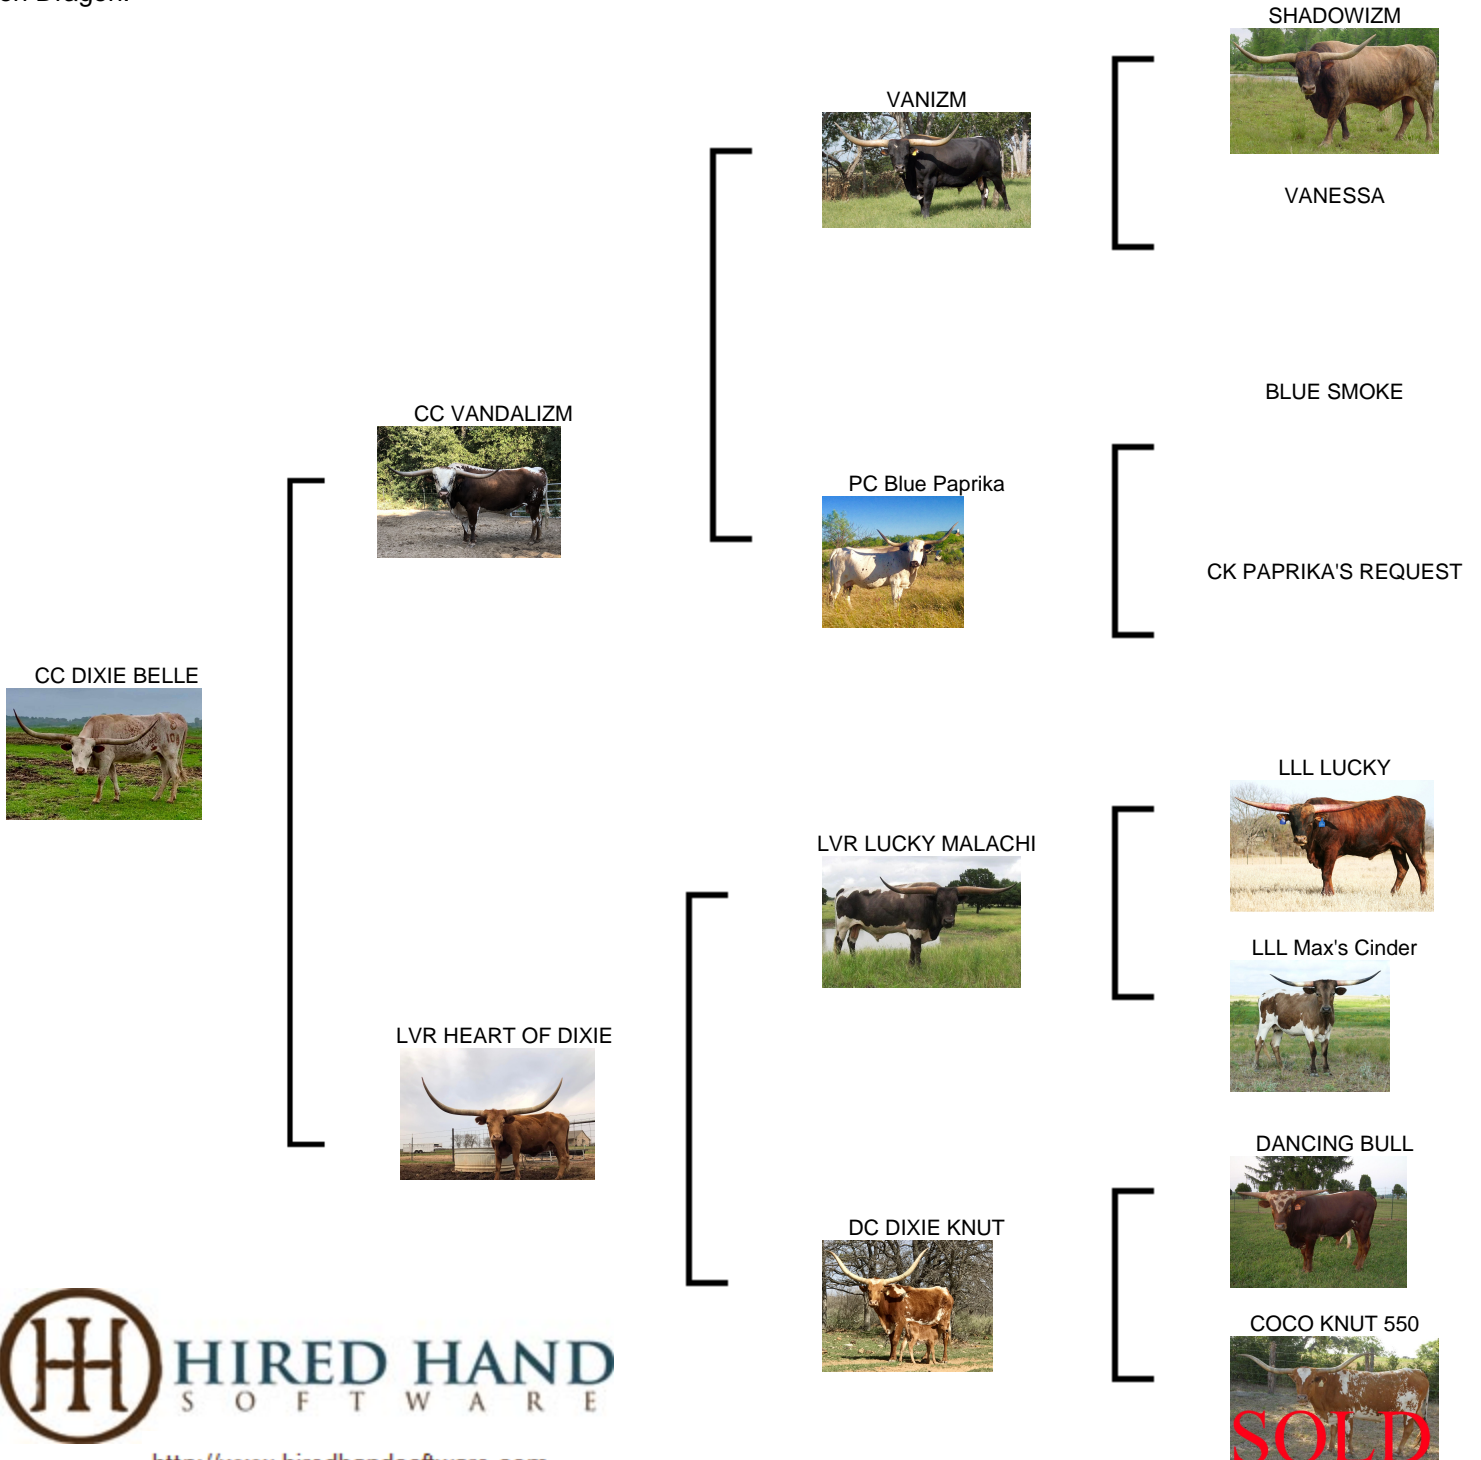 SHADOWIZM
VANIZM
VANESSA
BLUE SMOKE
CC VANDALIZM
PC Blue Paprika
CK PAPRIKA'S REQUEST
CC DIXIE BELLE
LLL LUCKY
LVR LUCKY MALACHI
LLL Max's Cinder
LVR HEART OF DIXIE
DANCING BULL
DC DIXIE KNUT
COCO KNUT 550
SOLD
HIRED HAND
SOFTWARE